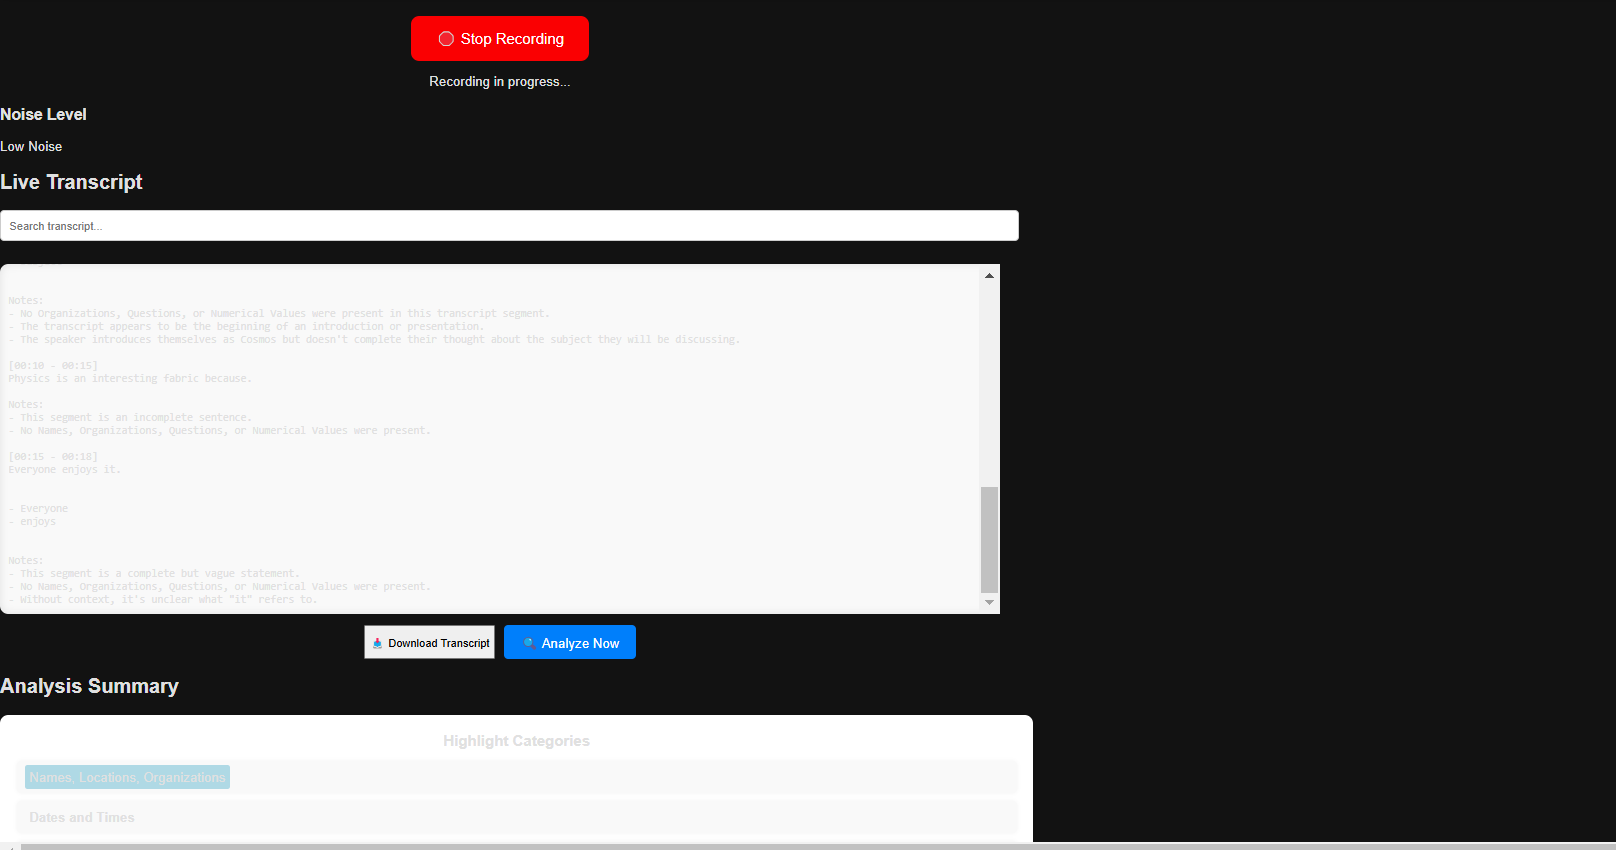 Stop Recording
Recording in progress...
Noise Level
Low Noise
Live Transcript
Search transcript...
Notes:
- No Organizations, Questions, or Numerical Values were present in this transcript segment.
- The transcript appears to be the beginning of an introduction or presentation.
- The speaker introduces themselves as Cosmos but doesn't complete their thought about the subject they will be discussing.
[00:10 - 00:15]
Physics is an interesting fabric because.
Notes:
- This segment is an incomplete sentence.
- No Names, Organizations, Questions, or Numerical Values were present.
[00:15 - 00:18]
Everyone enjoys it.
- Everyone
- enjoys
Notes:
- This segment is a complete but vague statement.
- No Names, Organizations, Questions, or Numerical Values were present.
- Without context, it's unclear what "it" refers to.
Download Transcript
Analyze Now
Analysis Summary
Highlight Categories
Names, Locations, Organizations
Dates and Times